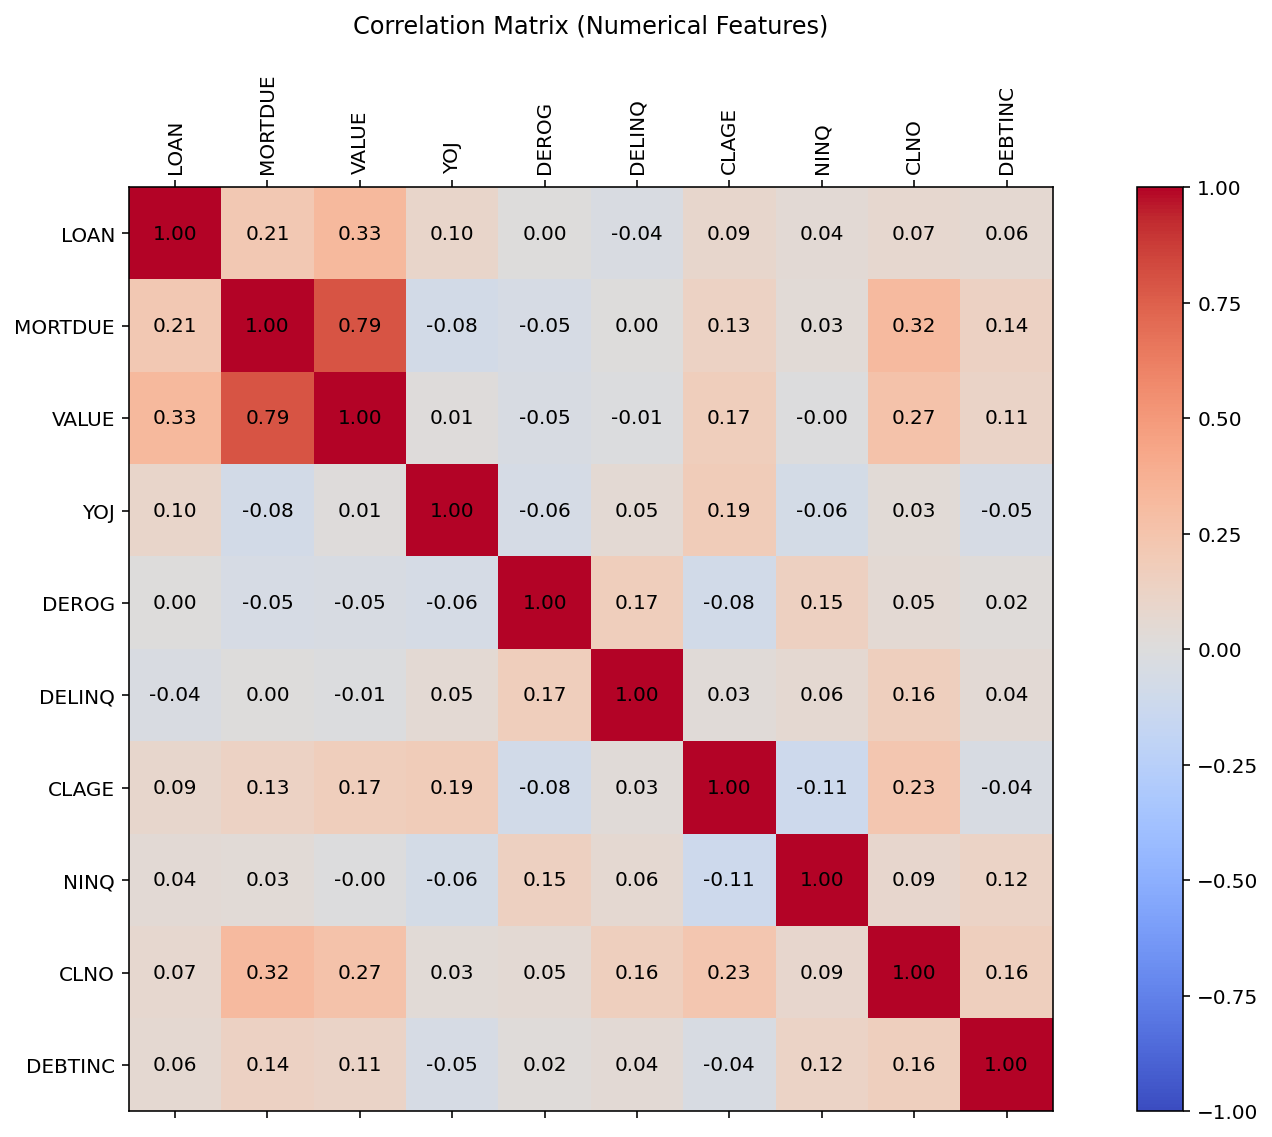 Correlation Matrix (Numerical Features)
LOAN MORTDUE VALUE YOJ DEROG DELINQ CLAGE NINQ CLNO DEBTINC
LOAN 1.00 0.21 0.33 0.10 0.00 -0.04 0.09 0.04 0.07 0.06
MORTDUE 0.21 1.00 0.79 -0.08 -0.05 0.00 0.13 0.03 0.32 0.14
VALUE 0.33 0.79 1.00 0.01 -0.05 -0.01 0.17 -0.00 0.27 0.11
YOJ 0.10 -0.08 0.01 1.00 -0.06 0.05 0.19 -0.06 0.03 -0.05
DEROG 0.00 -0.05 -0.05 -0.06 1.00 0.17 -0.08 0.15 0.05 0.02
DELINQ -0.04 0.00 -0.01 0.05 0.17 1.00 0.03 0.06 0.16 0.04
CLAGE 0.09 0.13 0.17 0.19 -0.08 0.03 1.00 -0.11 0.23 -0.04
NINQ 0.04 0.03 -0.00 -0.06 0.15 0.06 -0.11 1.00 0.09 0.12
CLNO 0.07 0.32 0.27 0.03 0.05 0.16 0.23 0.09 1.00 0.16
DEBTINC 0.06 0.14 0.11 -0.05 0.02 0.04 -0.04 0.12 0.16 1.00
1.00
0.75
0.50
0.25
0.00
−0.25
−0.50
−0.75
−1.00